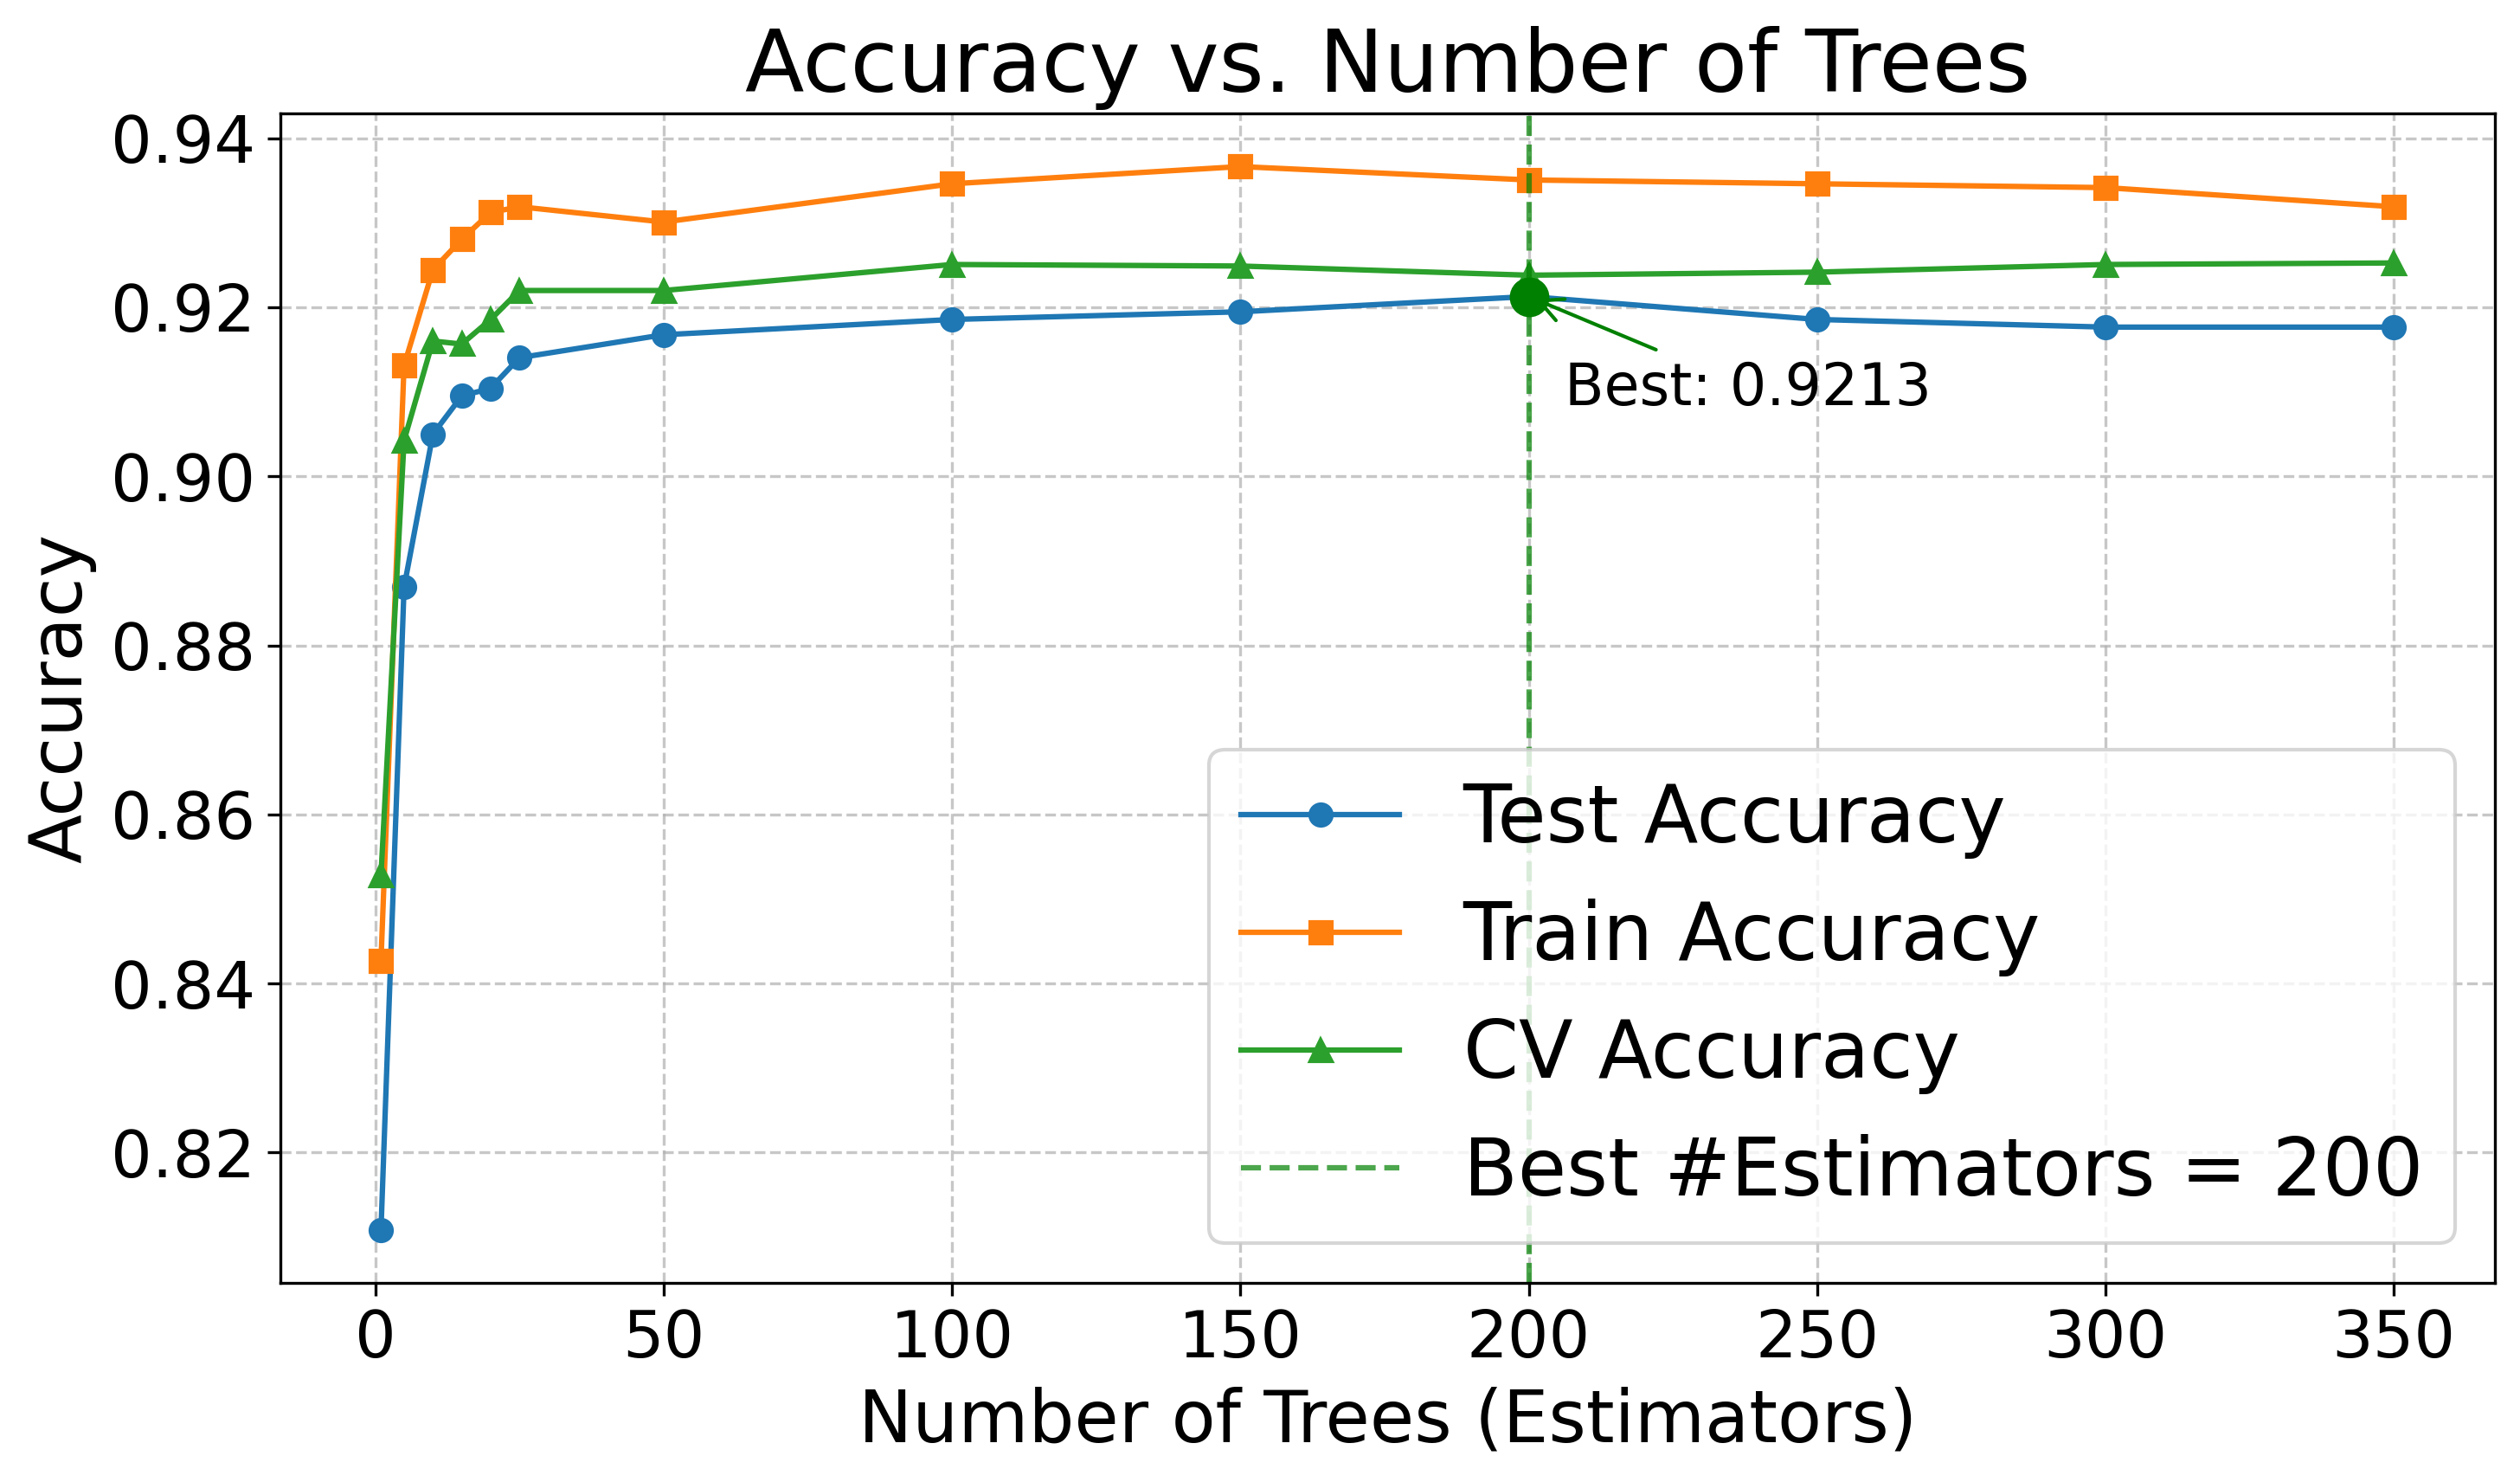 Accuracy vs. Number of Trees
Accuracy
0.94
0.92
0.90
0.88
0.86
0.84
0.82
Best: 0.9213
Test Accuracy
Train Accuracy
CV Accuracy
Best #Estimators = 200
0 50 100 150 200 250 300 350
Number of Trees (Estimators)